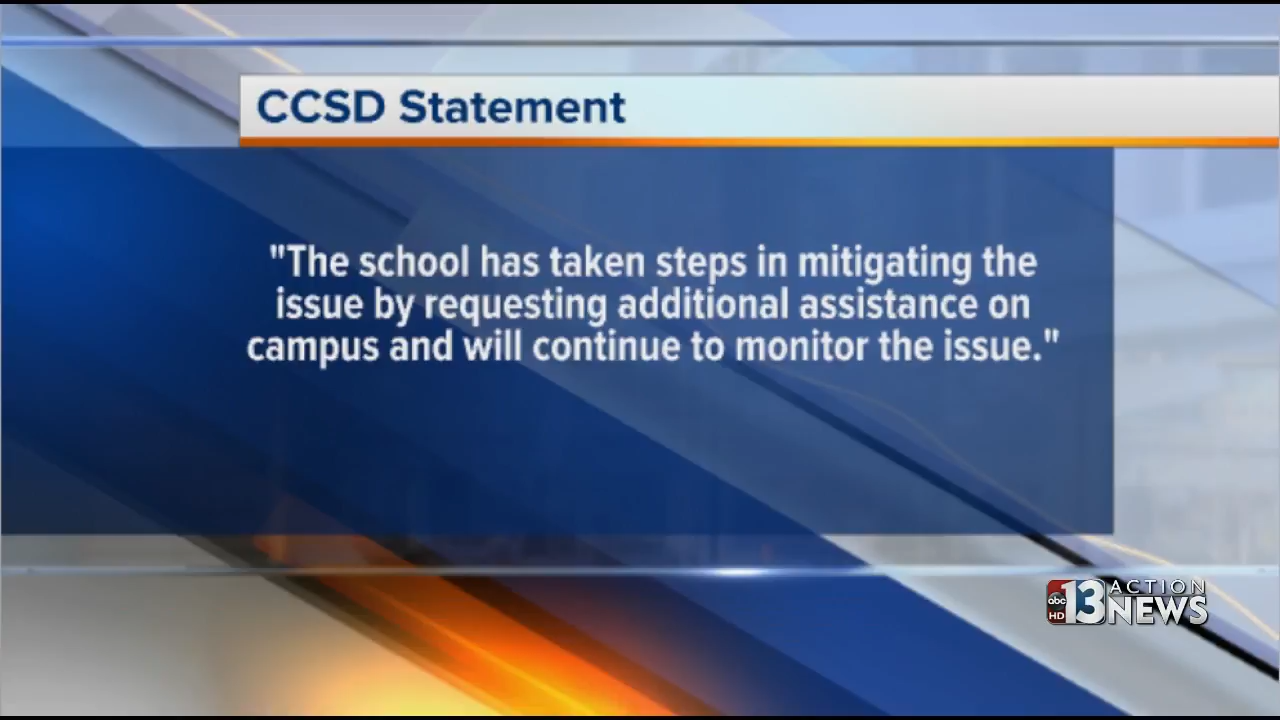 CCSD Statement
"The school has taken steps in mitigating the
issue by requesting additional assistance on
campus and will continue to monitor the issue."
abc
HD
13
ACTION
NEWS